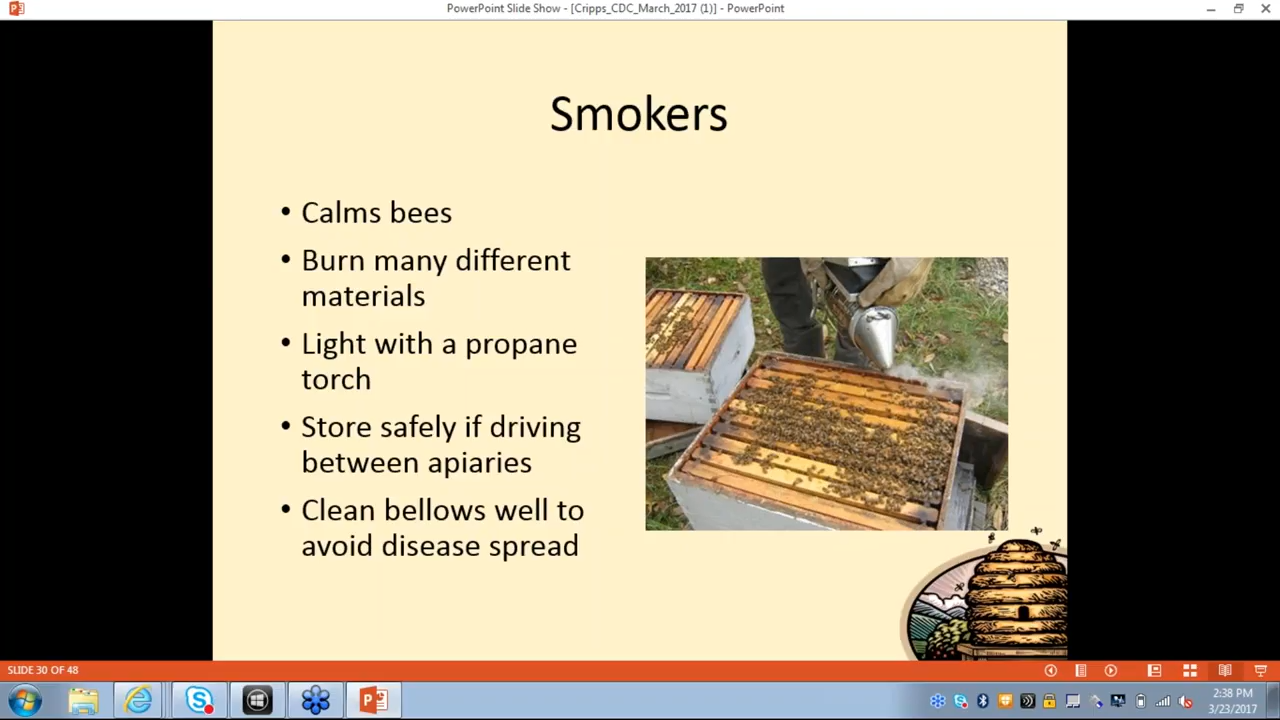 PowerPoint Slide Show - [Cripps_CDC_March_2017 (1)] - PowerPoint
Smokers
• Calms bees
• Burn many different
materials
• Light with a propane
torch
• Store safely if driving
between apiaries
• Clean bellows well to
avoid disease spread
SLIDE 30 OF 48
2:38 PM
3/23/2017